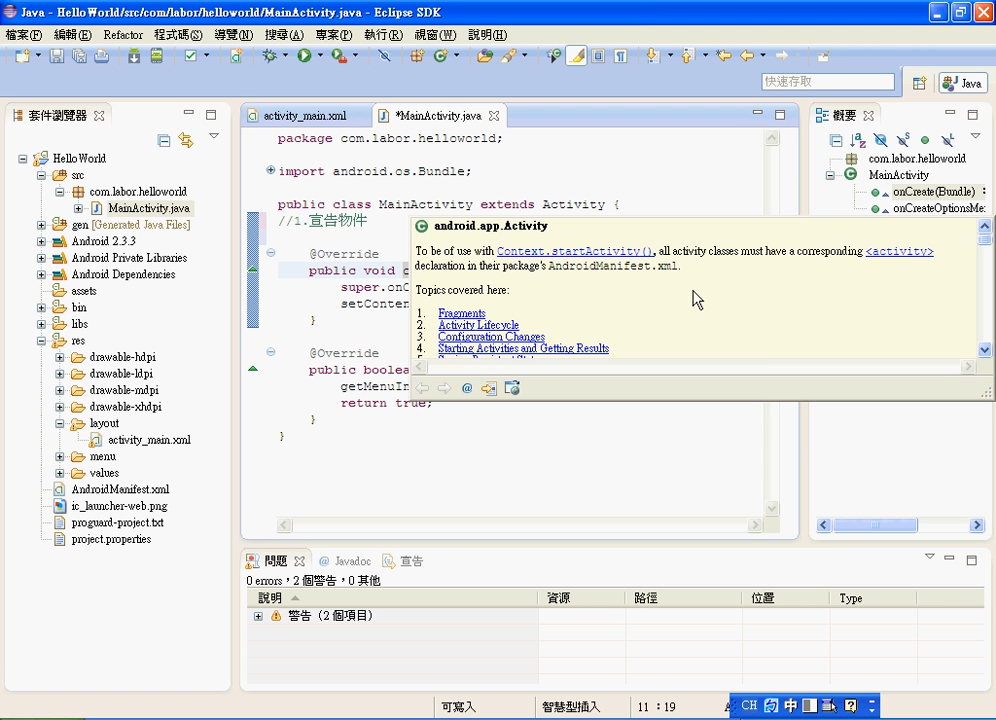 Java - HelloWorld/src/com/labor/helloworld/MainActivity.java - Eclipse SDK
檔案(F) 編輯(E) Refactor 程式碼(S) 導覽(N) 搜尋(A) 專案(P) 執行(R) 視窗(W) 說明(H)
快速存取
Java
套件瀏覽器
HelloWorld
src
com.labor.helloworld
MainActivity.java
gen [Generated Java Files]
Android 2.3.3
Android Private Libraries
Android Dependencies
assets
bin
libs
res
drawable-hdpi
drawable-ldpi
drawable-mdpi
drawable-xhdpi
layout
activity_main.xml
menu
values
AndroidManifest.xml
ic_launcher-web.png
proguard-project.txt
project.properties
activity_main.xml
*MainActivity.java
package com.labor.helloworld;
import android.os.Bundle;
public class MainActivity extends Activity {
//1.宣告物件
@Override
public void
super.onC
setConten
}
@Override
public boolea
getMenuIn
return true;
}
}
android.app.Activity
To be of use with Context.startActivity(), all activity classes must have a corresponding <activity>
declaration in their package's AndroidManifest.xml.
Topics covered here:
1. Fragments
2. Activity Lifecycle
3. Configuration Changes
4. Starting Activities and Getting Results
概要
com.labor.helloworld
MainActivity
onCreate(Bundle) :
onCreateOptionsMe
問題
@ Javadoc
宣告
0 errors，2 個警告，0 其他
說明 資源 路徑 位置 Type
警告（2 個項目）
可寫入
智慧型插入
11 : 19
CH
中